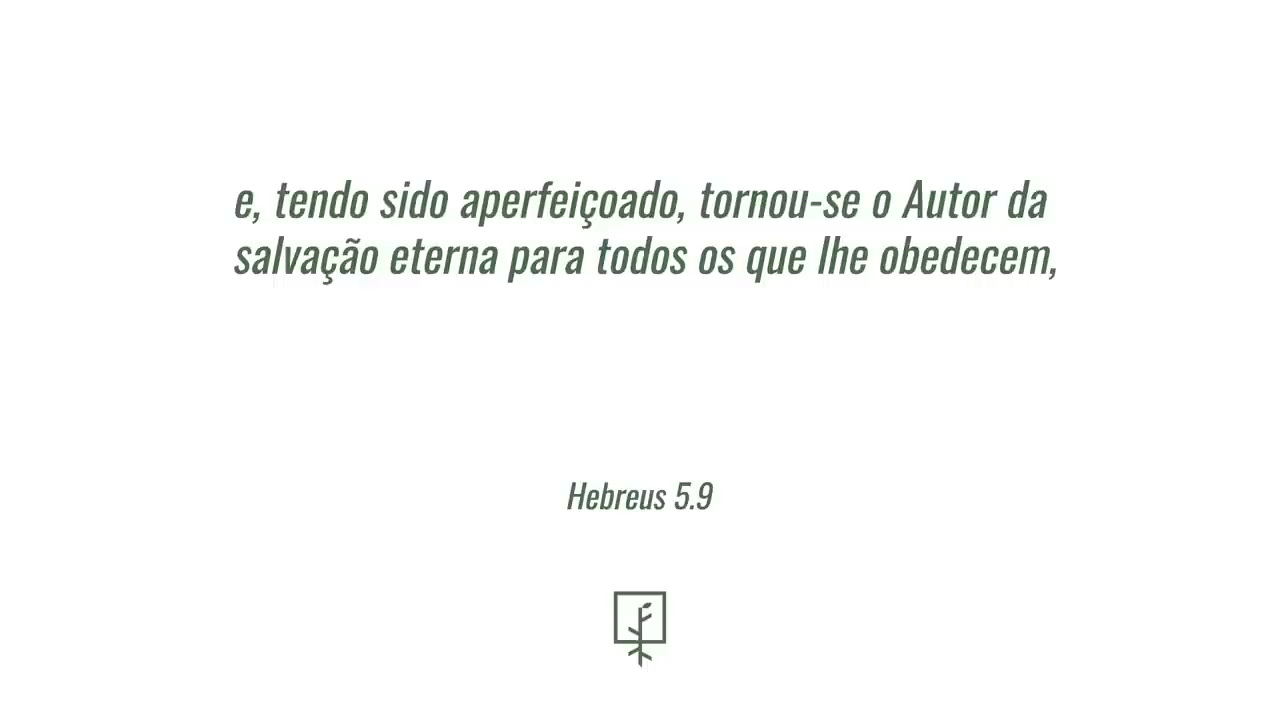 e, tendo sido aperfeiçoado, tornou-se o Autor da
salvação eterna para todos os que lhe obedecem,
Hebreus 5.9